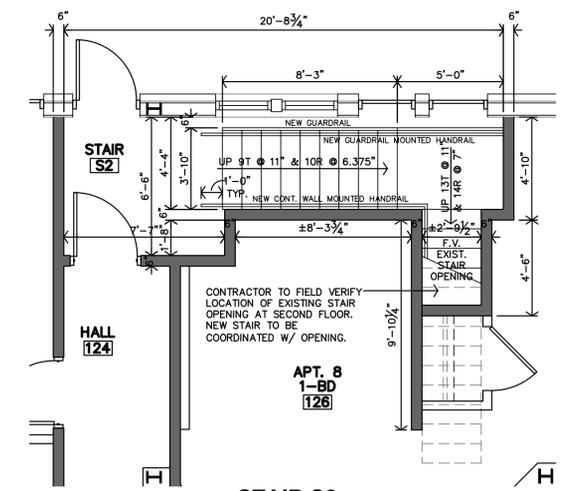 6"
20'-8¾"
6"
8'-3"
5'-0"
H
6"
NEW GUARDRAIL
NEW GUARDRAIL MOUNTED HANDRAIL
STAIR
S2
6'-6"
4'-4"
3'-10"
UP 9T @ 11" & 10R @ 6.375"
1'-0"
TYP.
UP 13T @ 11"
& 14R @ 7"
4'-10"
NEW CONT. WALL MOUNTED HANDRAIL
6"
7'-7"
1'-8"
6"
±8'-3¾"
6"
±2'-9½"
6"
6"
F.V.
EXIST.
STAIR
OPENING
4'-6"
CONTRACTOR TO FIELD VERIFY
LOCATION OF EXISTING STAIR
OPENING AT SECOND FLOOR.
NEW STAIR TO BE
COORDINATED W/ OPENING.
9'-10¼"
HALL
124
APT. 8
1-BD
126
H
H